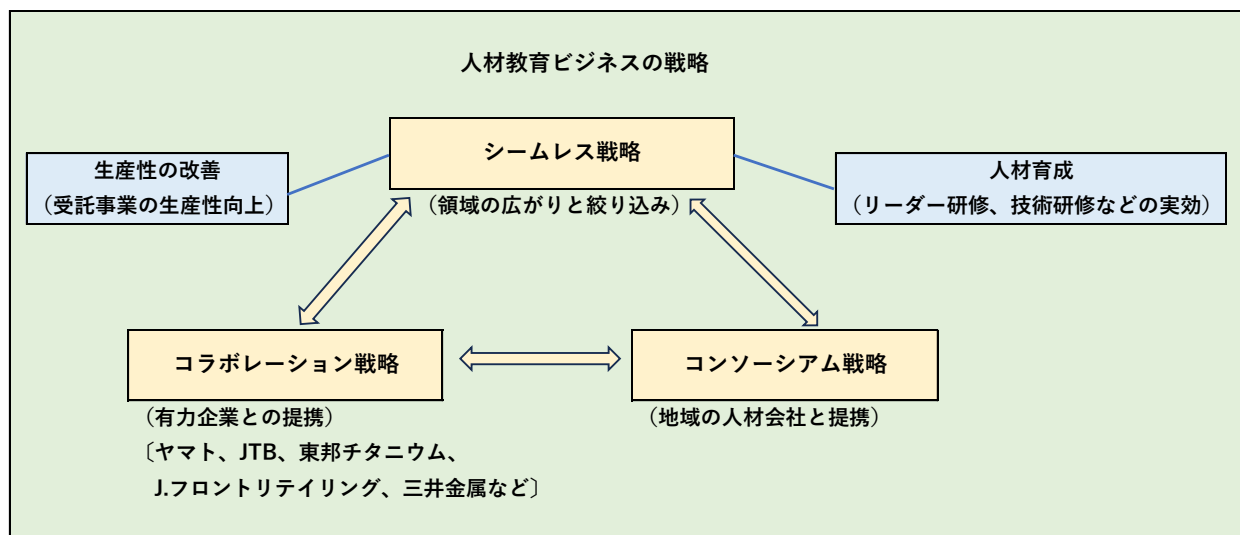 人材教育ビジネスの戦略
シームレス戦略
（領域の広がりと絞り込み）
生産性の改善
（受託事業の生産性向上）
人材育成
（リーダー研修、技術研修などの実効）
コラボレーション戦略
（有力企業との提携）
〔ヤマト、JTB、東邦チタニウム、
J.フロントリテイリング、三井金属など〕
コンソーシアム戦略
（地域の人材会社と提携）